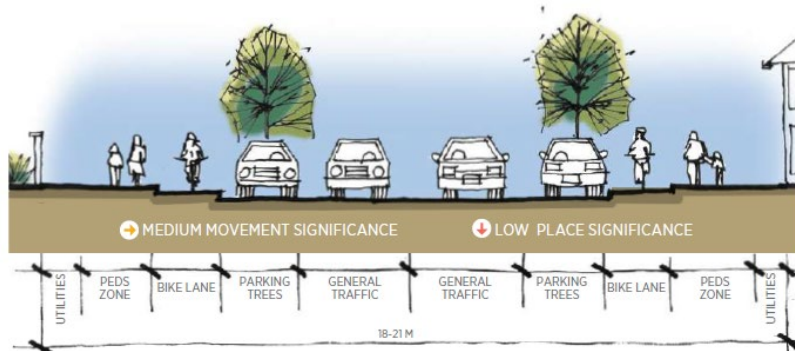 MEDIUM MOVEMENT SIGNIFICANCE
LOW PLACE SIGNIFICANCE
UTILITIES
PEDS
ZONE
BIKE LANE
PARKING
TREES
GENERAL
TRAFFIC
GENERAL
TRAFFIC
PARKING
TREES
BIKE LANE
PEDS
ZONE
UTILITIES
18-21 M